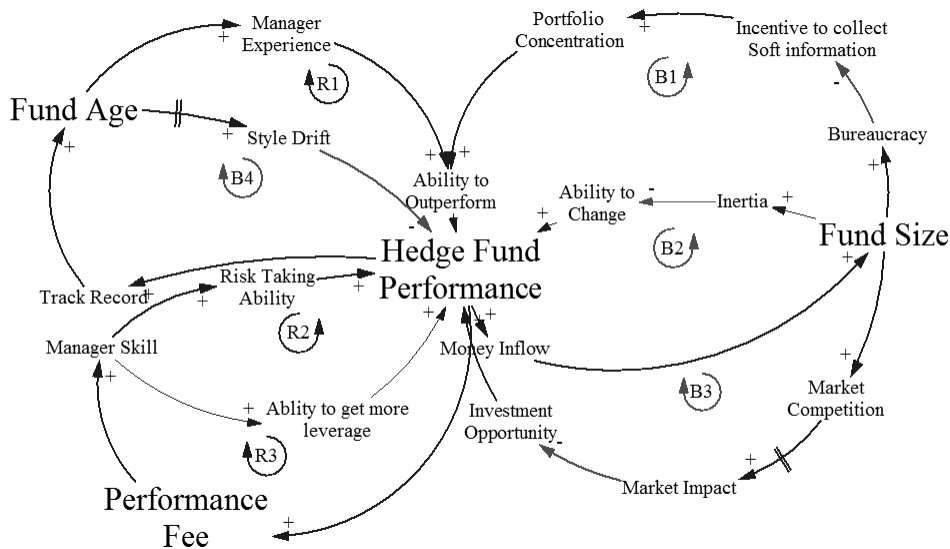 Manager
Experience
R1
Fund Age
Style Drift
B4
Portfolio
Concentration
Incentive to collect
Soft information
B1
Bureaucracy
Ability to
Outperform
Ability to
Change
Inertia
B2
Fund Size
Hedge Fund
Performance
Track Record
Risk Taking
Ability
R2
Manager Skill
Money Inflow
B3
Market
Competition
Ablity to get more
leverage
R3
Investment
Opportunity
Market Impact
Performance
Fee